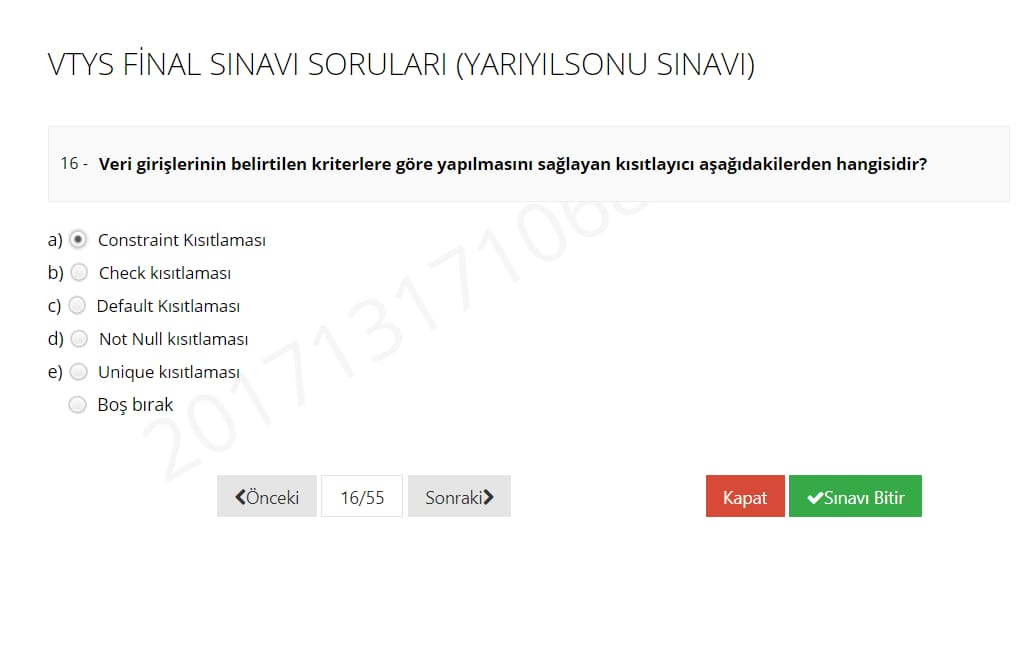 VTYS FİNAL SINAVI SORULARI (YARIYILSONU SINAVI)
16 - Veri girişlerinin belirtilen kriterlere göre yapılmasını sağlayan kısıtlayıcı aşağıdakilerden hangisidir?
a) Constraint Kısıtlaması
b) Check kısıtlaması
c) Default Kısıtlaması
d) Not Null kısıtlaması
e) Unique kısıtlaması
Boş bırak
Önceki 16/55 Sonraki Kapat Sınavı Bitir